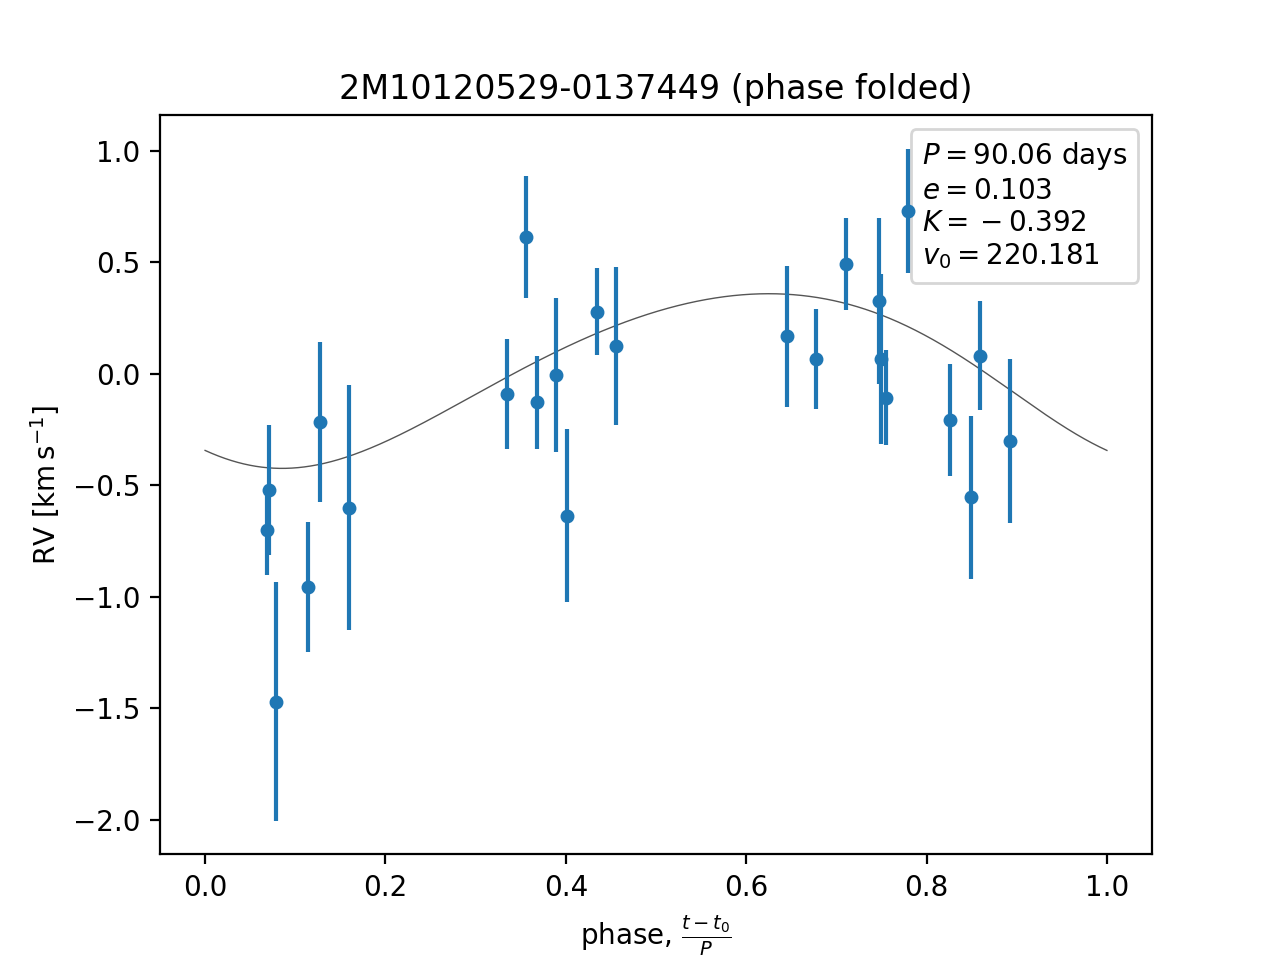 2M10120529-0137449 (phase folded)
P = 90.06 days
e = 0.103
K = −0.392
v₀ = 220.181
1.0
0.5
0.0
−0.5
−1.0
−1.5
−2.0
RV [km s⁻¹]
0.0 0.2 0.4 0.6 0.8 1.0
phase, (t − t₀)/P